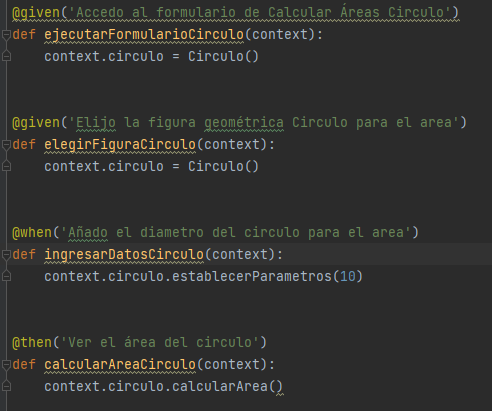 @given('Accedo al formulario de Calcular Áreas Circulo')
def ejecutarFormularioCirculo(context):
    context.circulo = Circulo()
@given('Elijo la figura geométrica Circulo para el area')
def elegirFiguraCirculo(context):
    context.circulo = Circulo()
@when('Añado el diametro del circulo para el area')
def ingresarDatosCirculo(context):
    context.circulo.establecerParametros(10)
@then('Ver el área del circulo')
def calcularAreaCirculo(context):
    context.circulo.calcularArea()